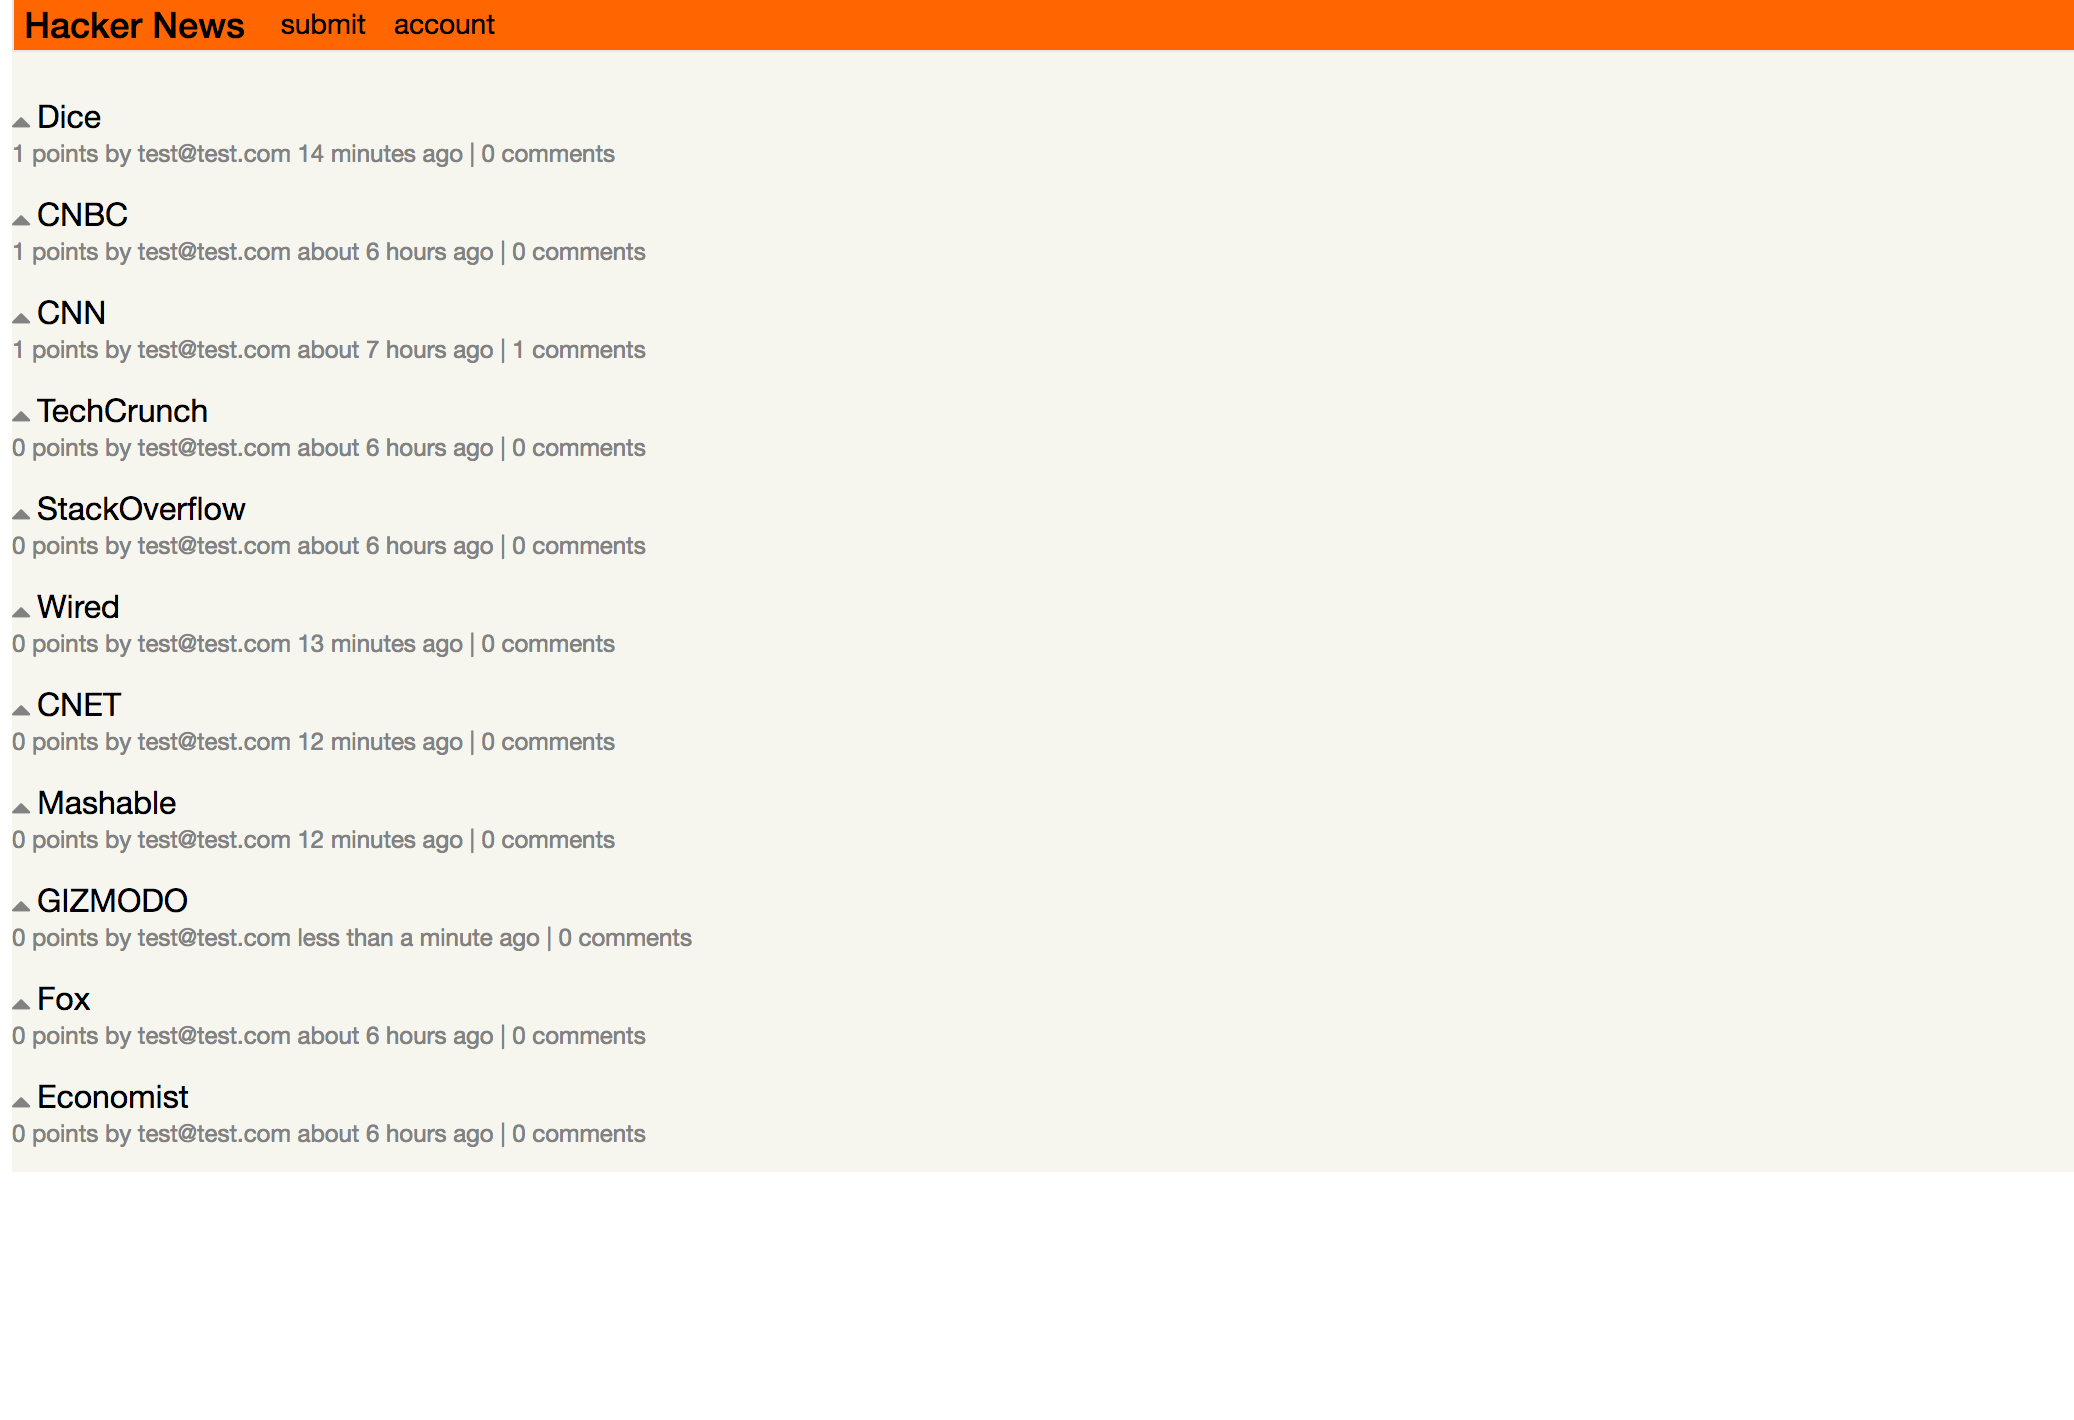 Hacker News submit account
Dice
1 points by test@test.com 14 minutes ago | 0 comments
CNBC
1 points by test@test.com about 6 hours ago | 0 comments
CNN
1 points by test@test.com about 7 hours ago | 1 comments
TechCrunch
0 points by test@test.com about 6 hours ago | 0 comments
StackOverflow
0 points by test@test.com about 6 hours ago | 0 comments
Wired
0 points by test@test.com 13 minutes ago | 0 comments
CNET
0 points by test@test.com 12 minutes ago | 0 comments
Mashable
0 points by test@test.com 12 minutes ago | 0 comments
GIZMODO
0 points by test@test.com less than a minute ago | 0 comments
Fox
0 points by test@test.com about 6 hours ago | 0 comments
Economist
0 points by test@test.com about 6 hours ago | 0 comments